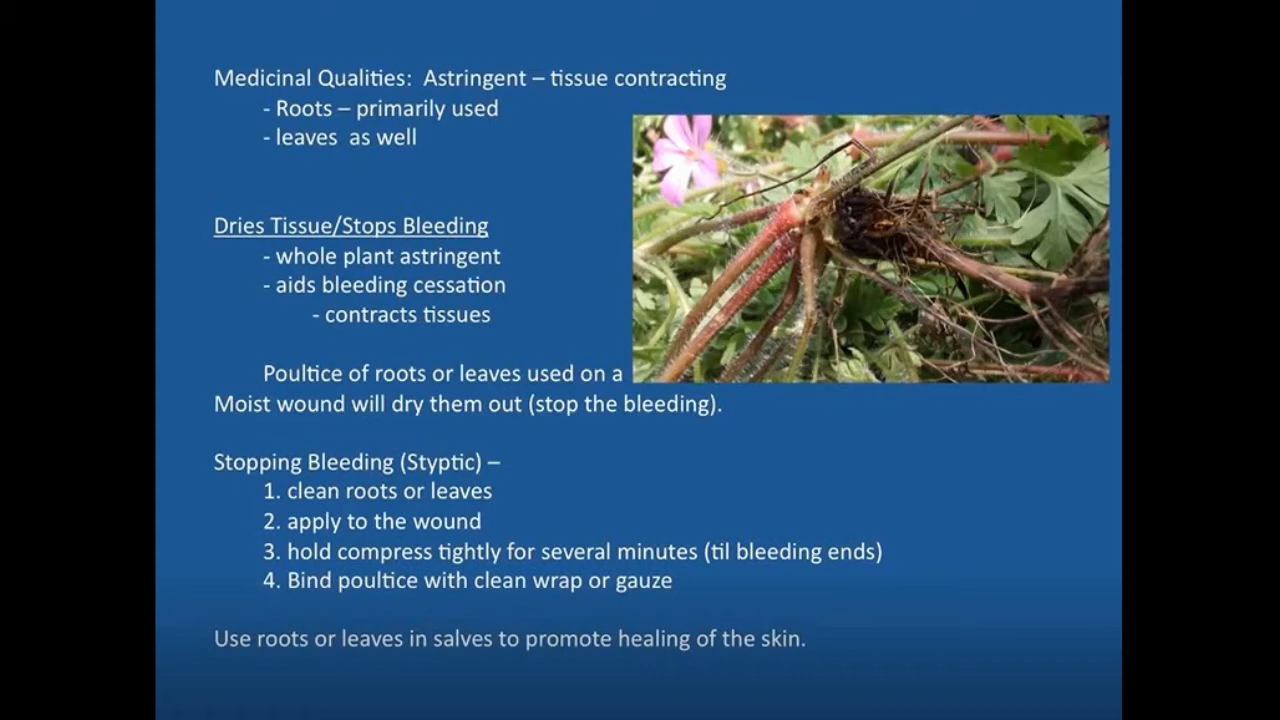 Medicinal Qualities: Astringent – tissue contracting
- Roots – primarily used
- leaves as well
Dries Tissue/Stops Bleeding
- whole plant astringent
- aids bleeding cessation
- contracts tissues
Poultice of roots or leaves used on a
Moist wound will dry them out (stop the bleeding).
Stopping Bleeding (Styptic) –
1. clean roots or leaves
2. apply to the wound
3. hold compress tightly for several minutes (til bleeding ends)
4. Bind poultice with clean wrap or gauze
Use roots or leaves in salves to promote healing of the skin.